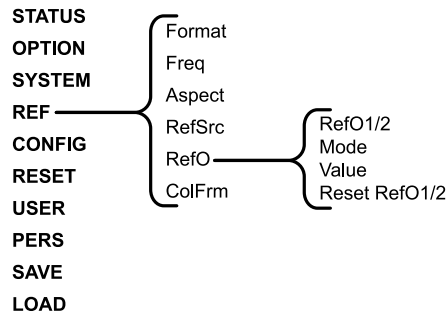 STATUS
OPTION
SYSTEM
REF
CONFIG
RESET
USER
PERS
SAVE
LOAD
Format
Freq
Aspect
RefSrc
RefO
ColFrm
RefO1/2
Mode
Value
Reset RefO1/2